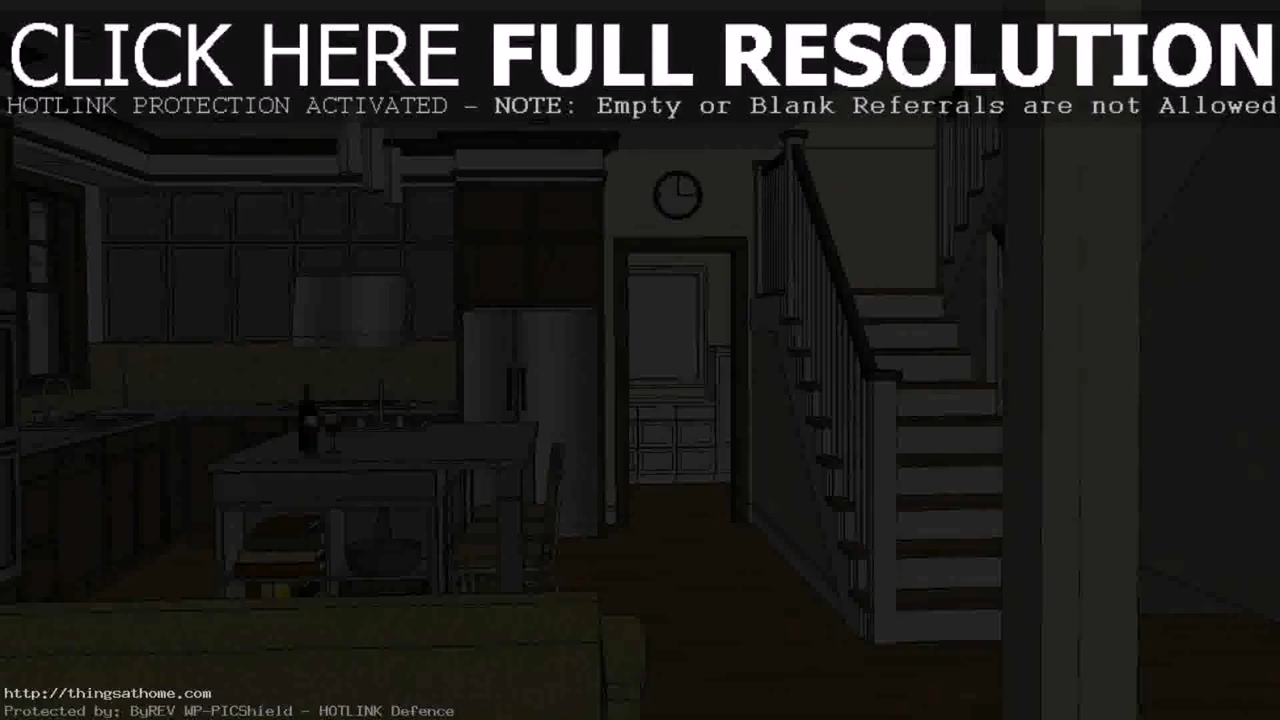 CLICK HERE FULL RESOLUTION
HOTLINK PROTECTION ACTIVATED - NOTE: Empty or Blank Referrals are not Allowed
http://thingsathome.com
Protected by: ByREV WP-PICShield - HOTLINK Defence